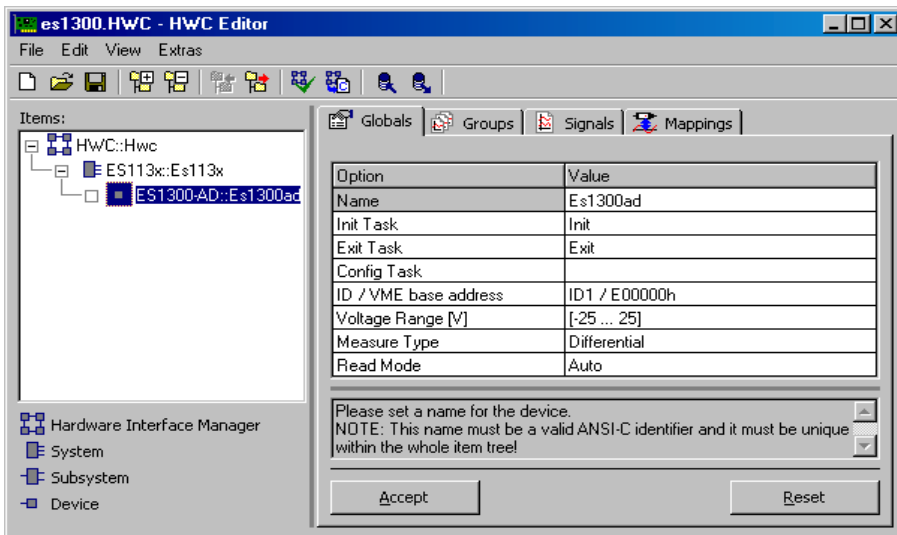 es1300.HWC - HWC Editor
File Edit View Extras
Items:
HWC::Hwc
ES113x::Es113x
ES1300-AD::Es1300ad
Globals Groups Signals Mappings
Option Value
Name Es1300ad
Init Task Init
Exit Task Exit
Config Task
ID / VME base address ID1 / E00000h
Voltage Range [V] [-25 ... 25]
Measure Type Differential
Read Mode Auto
Please set a name for the device.
NOTE: This name must be a valid ANSI-C identifier and it must be unique
within the whole item tree!
Hardware Interface Manager
System
Subsystem
Device
Accept Reset